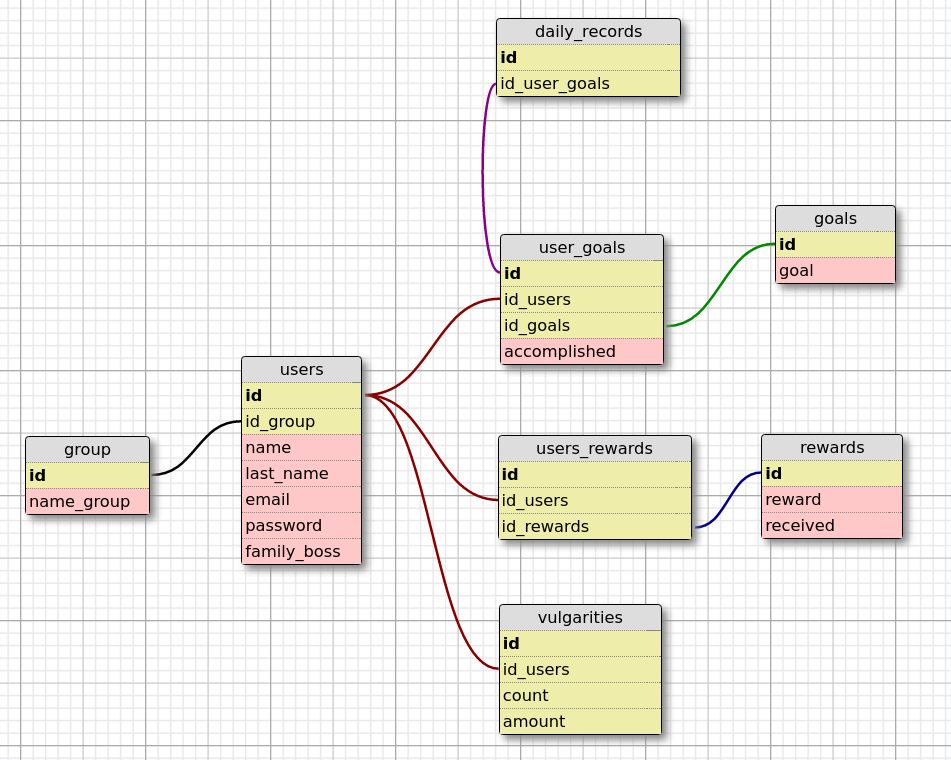 daily_records
id
id_user_goals
goals
id
goal
user_goals
id
id_users
id_goals
accomplished
users
id
id_group
name
last_name
email
password
family_boss
group
id
name_group
users_rewards
id
id_users
id_rewards
rewards
id
reward
received
vulgarities
id
id_users
count
amount